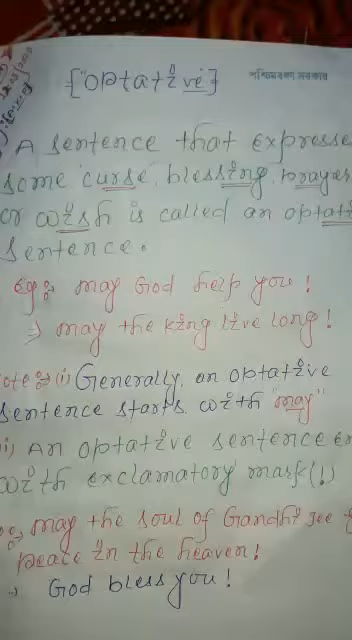 {"Optative"}
পশ্চিমবঙ্গ সরকার
A sentence that expresse
some curse, blessing, prayer
or wish is called an optati
sentence.
eg:- may God help you!
→ may the king live long!
ote:- (i) Generally, an optative
sentence starts with "may"
i) An optative sentence en
with exclamatory mark(!)
eg:- may the soul of Gandhi jee
peace in the heaven!
→ God bless you!